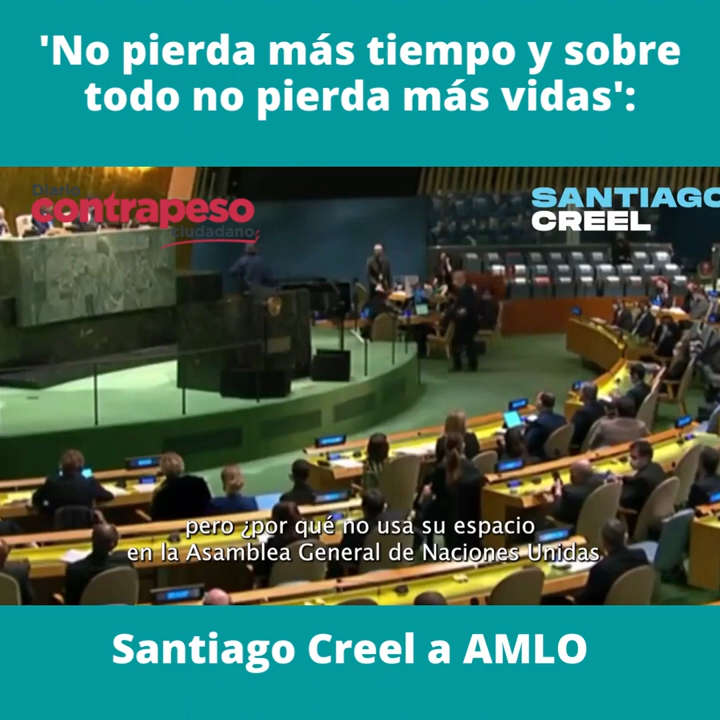 'No pierda más tiempo y sobre
todo no pierda más vidas':
Diario
contrapeso
ciudadano
SANTIAGO
CREEL
pero ¿por qué no usa su espacio
en la Asamblea General de Naciones Unidas
Santiago Creel a AMLO